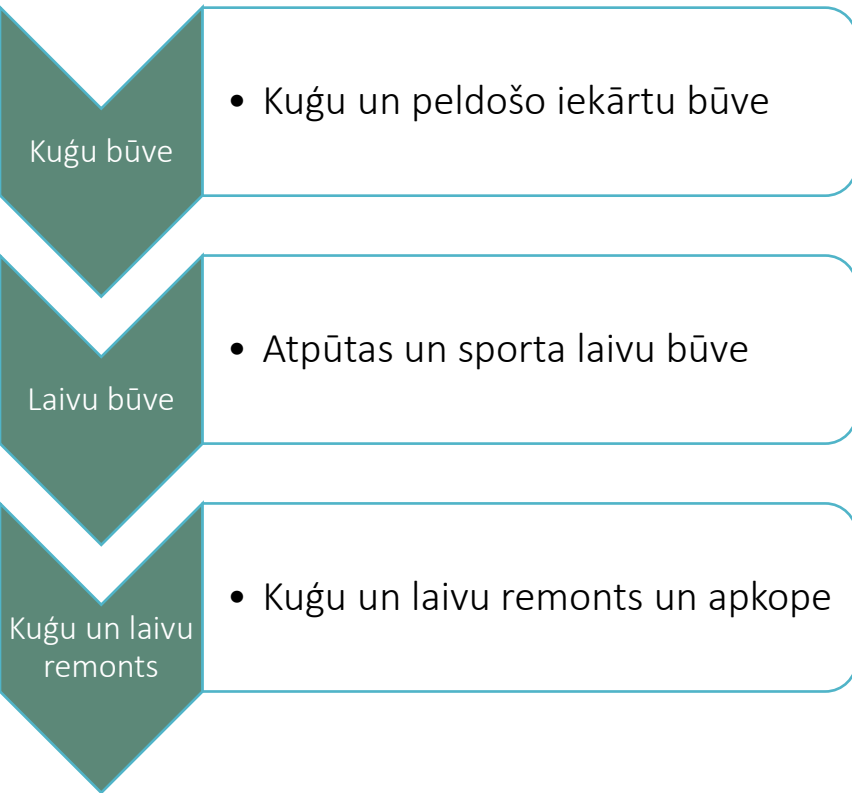 Kuģu būve
• Kuģu un peldošo iekārtu būve
Laivu būve
• Atpūtas un sporta laivu būve
Kuģu un laivu
remonts
• Kuģu un laivu remonts un apkope